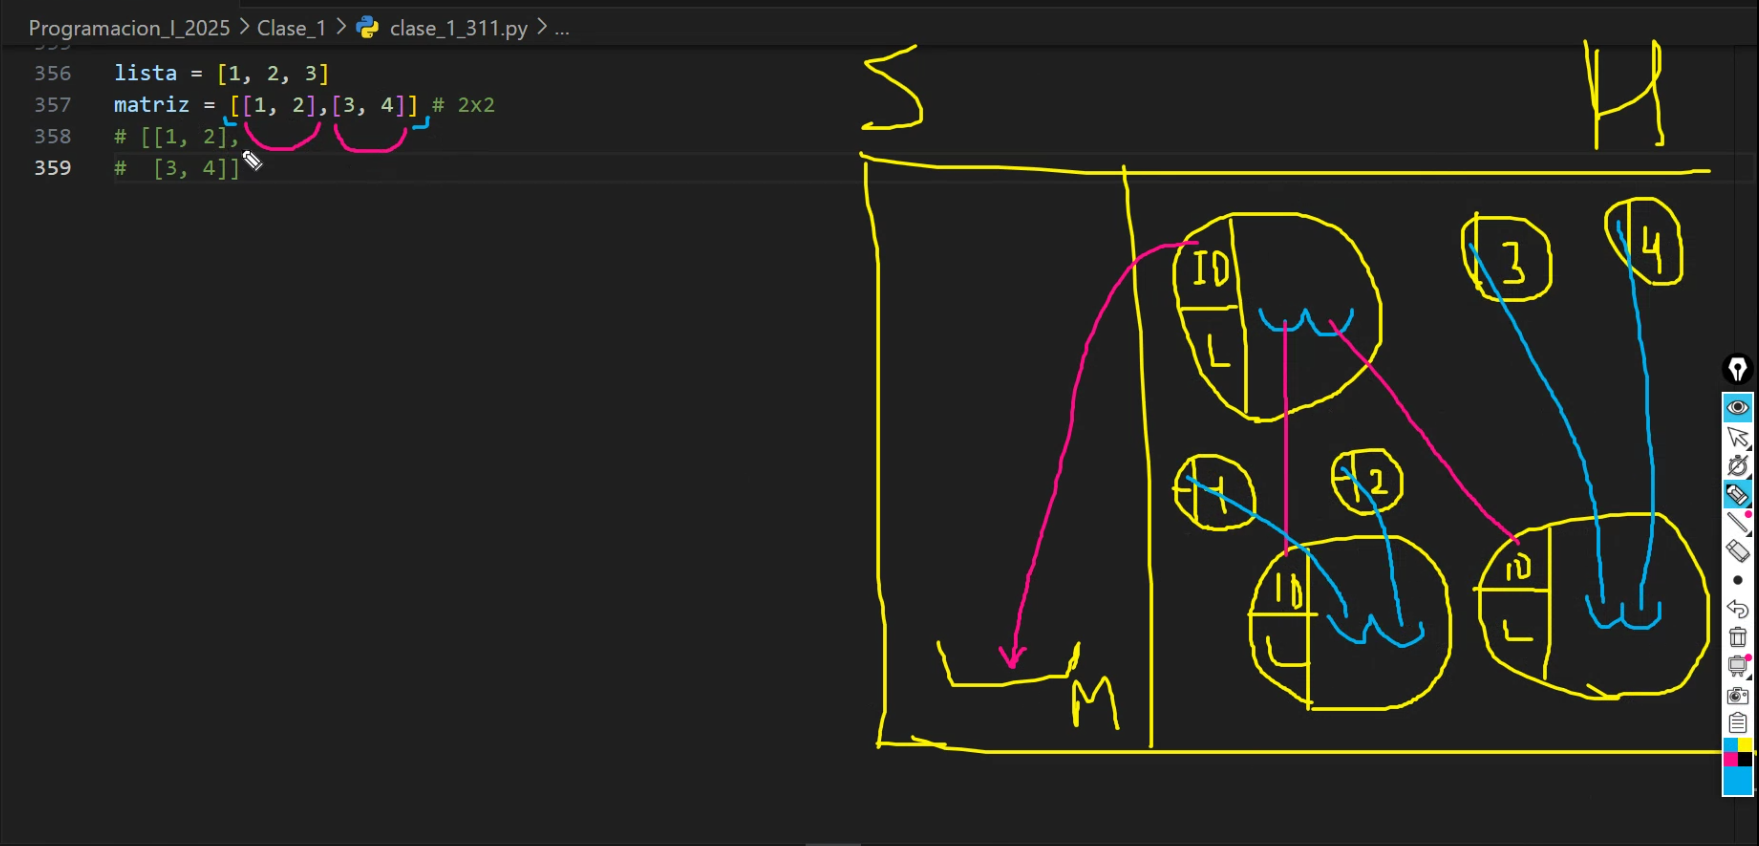 Programacion_I_2025 > Clase_1 > clase_1_311.py > ...
356 lista = [1, 2, 3]
357 matriz = [[1, 2],[3, 4]] # 2x2
358 # [[1, 2],
359 # [3, 4]]
S H
ID
L
3
4
1
2
ID
L
ID
L
M